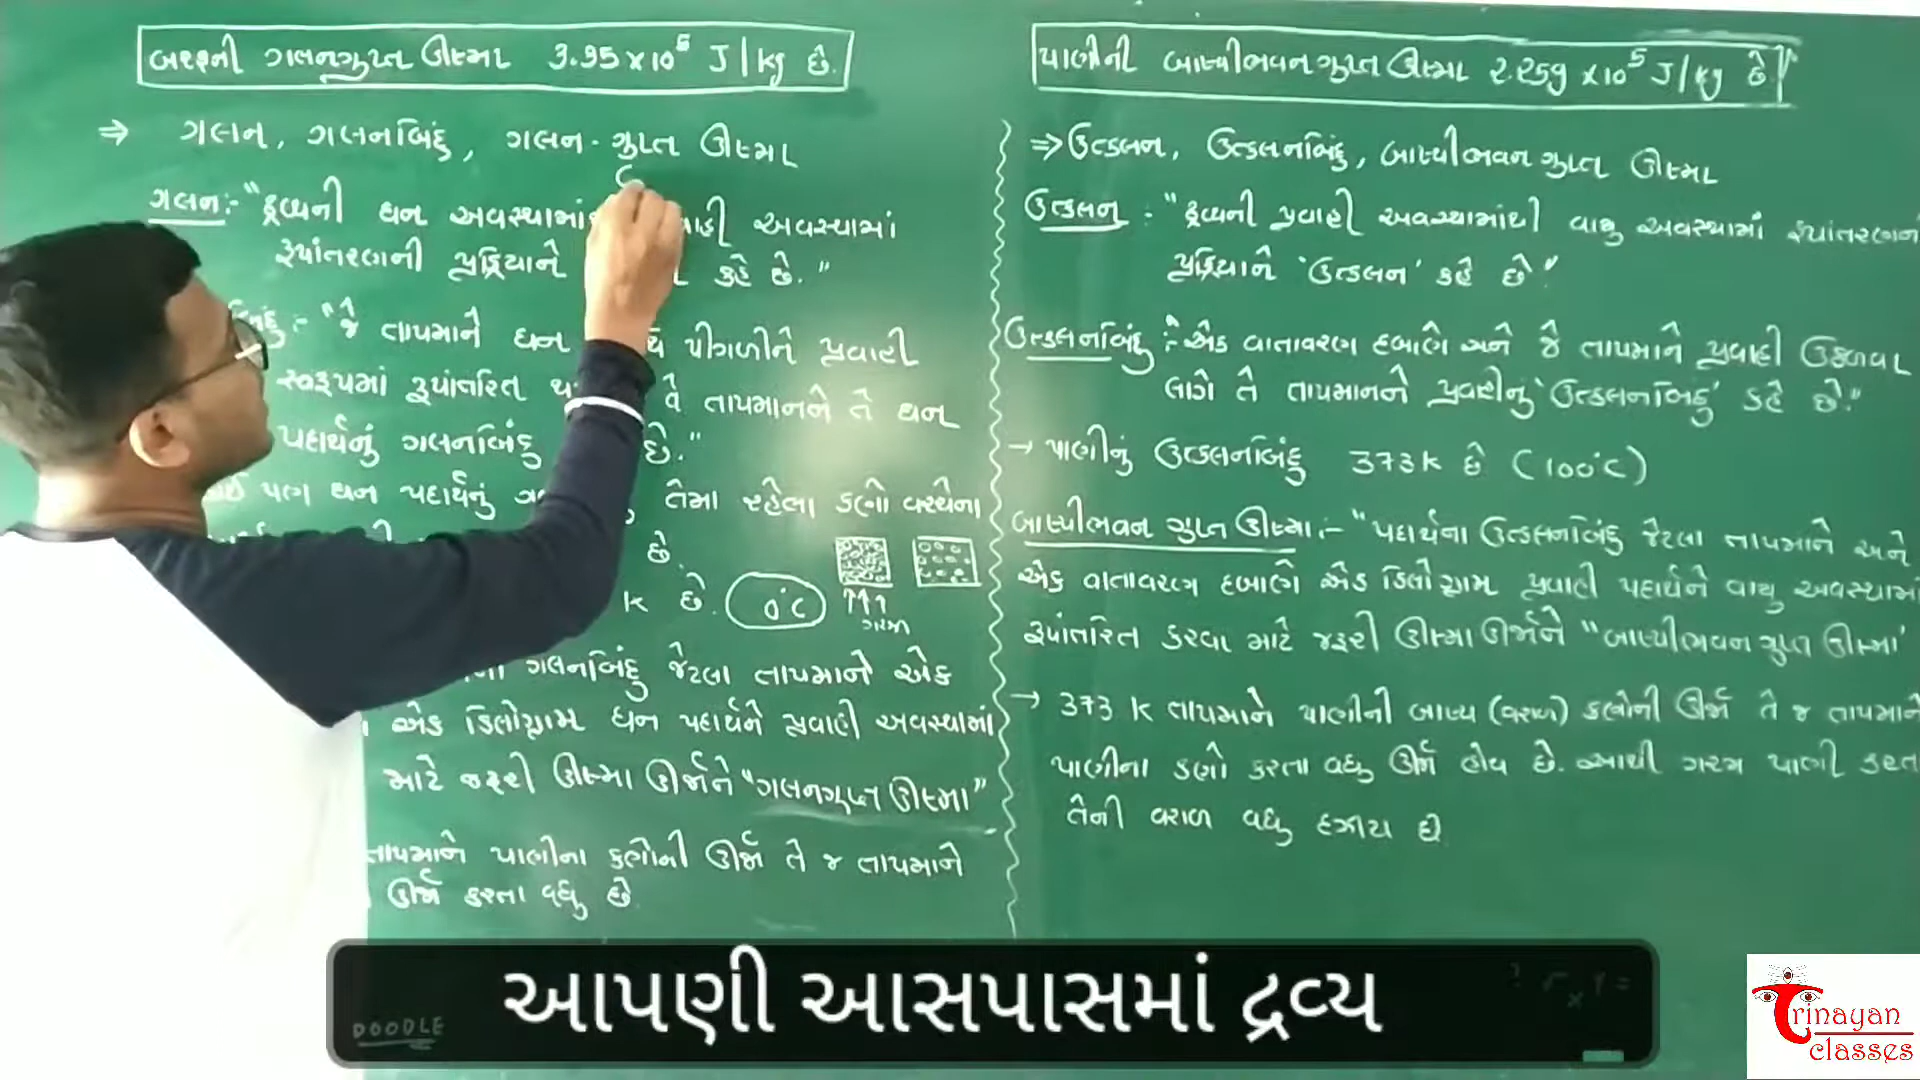 બરફની ગલનગુપ્ત ઊષ્મા 3.35 x 10⁵ J/kg છે.
⇒ ગલન, ગલનબિંદુ, ગલન - ગુપ્ત ઊષ્મા
ગલન :- "દ્રવ્યની ઘન અવસ્થામાં અવસ્થામાં
રૂપાંતરણની પ્રક્રિયાને કહે છે."
:- "જે તાપમાને ઘન પીગળીને પ્રવાહી
સ્વરૂપમાં રૂપાંતરિત તાપમાનને તે ઘન
પદાર્થનું ગલનબિંદુ છે."
પણ ઘન પદાર્થનું તેમા રહેલા કણો વચ્ચેના
છે.
K છે. 0°C ↑↑↑
ગરમી
ગલનબિંદુ જેટલા તાપમાને એક
એક કિલોગ્રામ ઘન પદાર્થને પ્રવાહી અવસ્થામાં
માટે જરૂરી ઊષ્મા ઊર્જાને "ગલનગુપ્ત ઊષ્મા"
તાપમાને પાણીના કણોની ઊર્જા તે જ તાપમાને
ઊર્જા કરતા વધુ છે.
પાણીની બાષ્પીભવન ગુપ્ત ઊષ્મા 2.259 x 10⁵ J/kg છે
⇒ ઉત્કલન, ઉત્કલનબિંદુ, બાષ્પીભવન ગુપ્ત ઊષ્મા
ઉત્કલન :- "દ્રવ્યની પ્રવાહી અવસ્થામાંથી વાયુ અવસ્થામાં રૂપાંતરણની
પ્રક્રિયાને 'ઉત્કલન' કહે છે."
ઉત્કલનબિંદુ :- "એક વાતાવરણ દબાણે અને જે તાપમાને પ્રવાહી ઉકળવા
લાગે તે તાપમાનને પ્રવાહીનું 'ઉત્કલનબિંદુ' કહે છે."
→ પાણીનું ઉત્કલનબિંદુ 373K છે (100°C)
બાષ્પીભવન ગુપ્ત ઊષ્મા :- "પદાર્થના ઉત્કલનબિંદુ જેટલા તાપમાને અને
એક વાતાવરણ દબાણે એક કિલોગ્રામ પ્રવાહી પદાર્થને વાયુ અવસ્થામાં
રૂપાંતરિત કરવા માટે જરૂરી ઊષ્મા ઊર્જાને "બાષ્પીભવન ગુપ્ત ઊષ્મા'
→ 373 K તાપમાને પાણીની બાષ્પ (વરાળ) કણોની ઊર્જા તે જ તાપમાને
પાણીના કણો કરતા વધુ ઊર્જા હોય છે. આથી ગરમ પાણી કરતા
તેની વરાળ વધુ દઝાય છે
આપણી આસપાસમાં દ્રવ્ય
DOODLE
Trinayan
classes